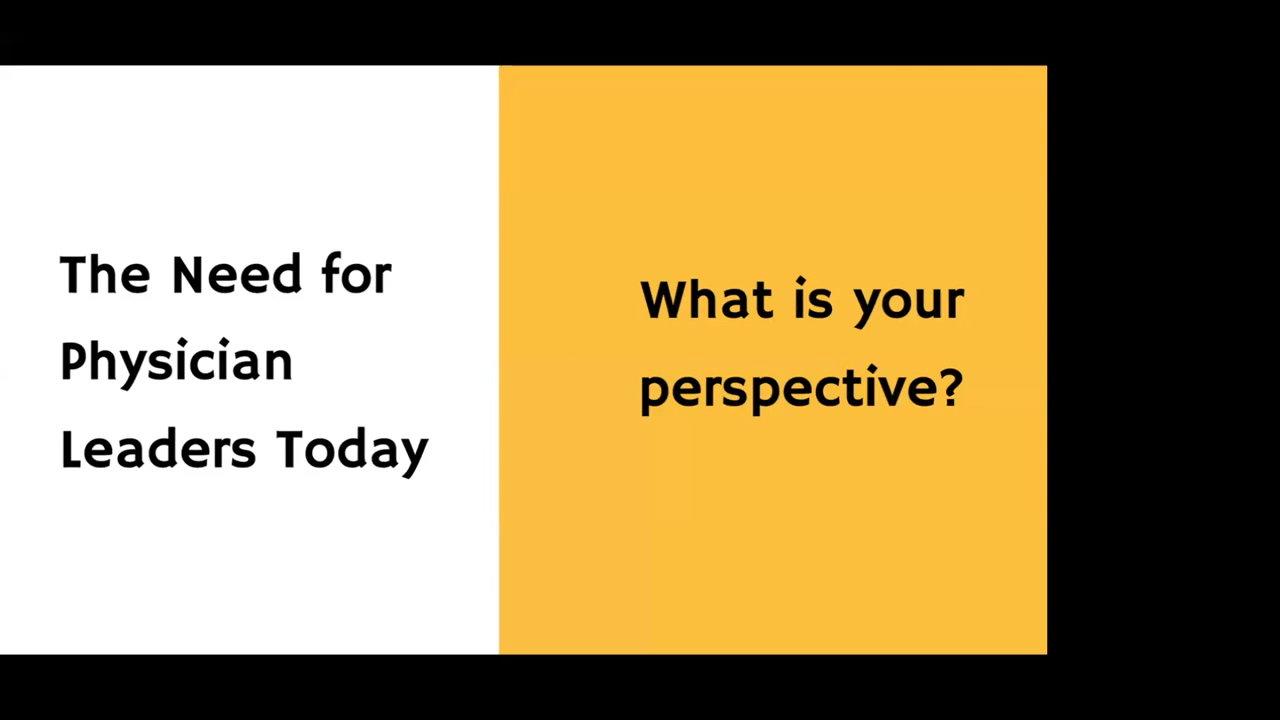 The Need for
Physician
Leaders Today
What is your
perspective?